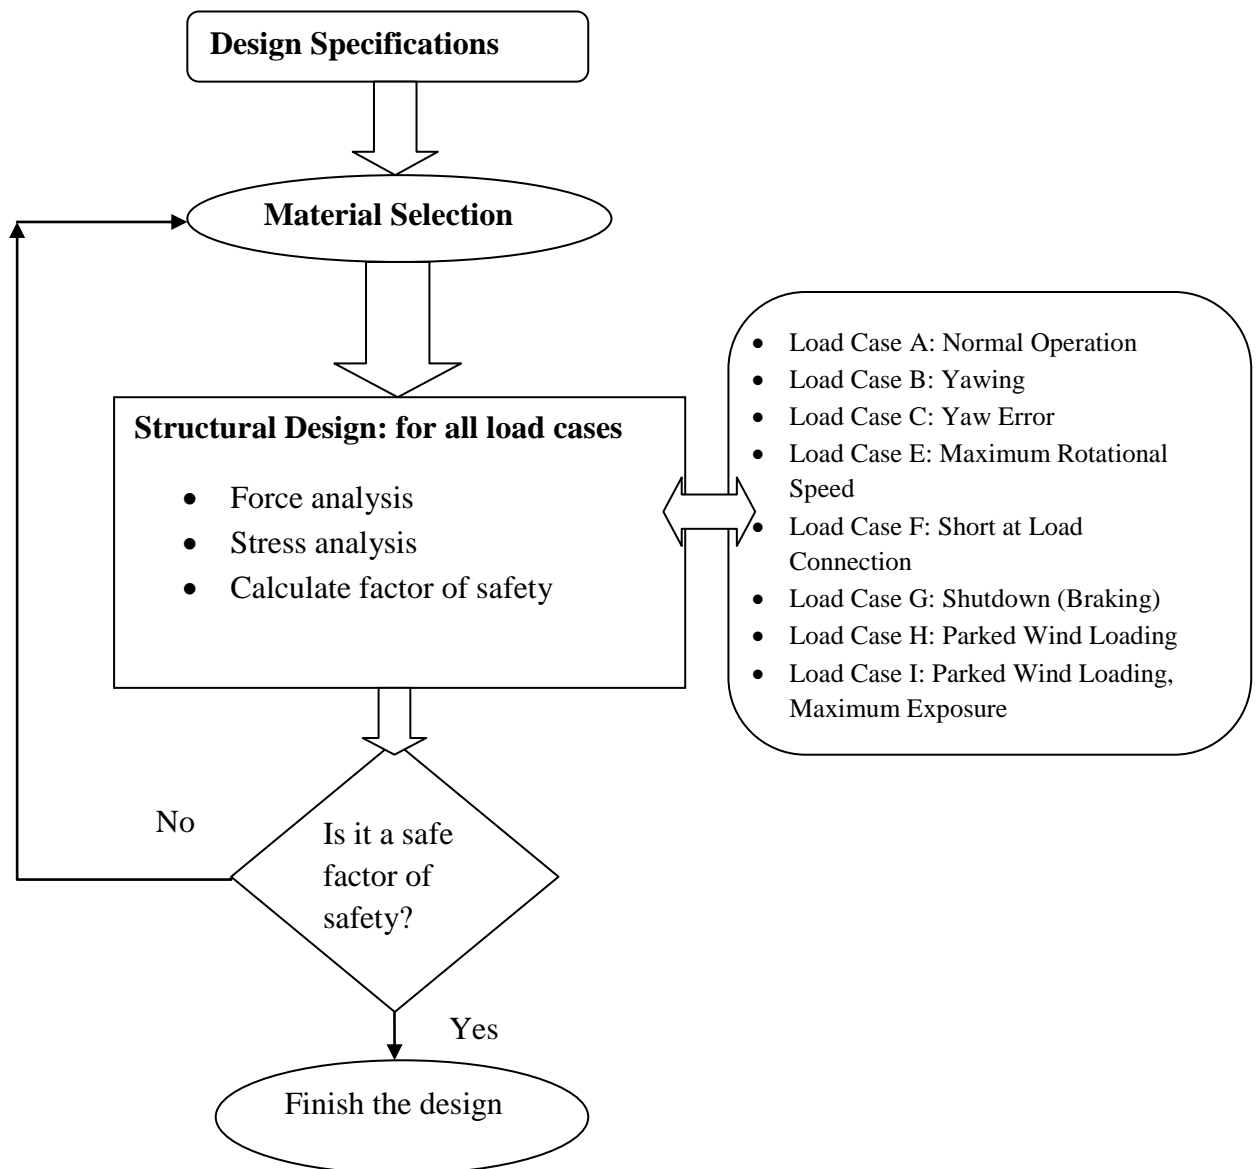 Design Specifications
Material Selection
Structural Design: for all load cases
• Force analysis
• Stress analysis
• Calculate factor of safety
• Load Case A: Normal Operation
• Load Case B: Yawing
• Load Case C: Yaw Error
• Load Case E: Maximum Rotational
Speed
• Load Case F: Short at Load
Connection
• Load Case G: Shutdown (Braking)
• Load Case H: Parked Wind Loading
• Load Case I: Parked Wind Loading,
Maximum Exposure
No
Is it a safe
factor of
safety?
Yes
Finish the design